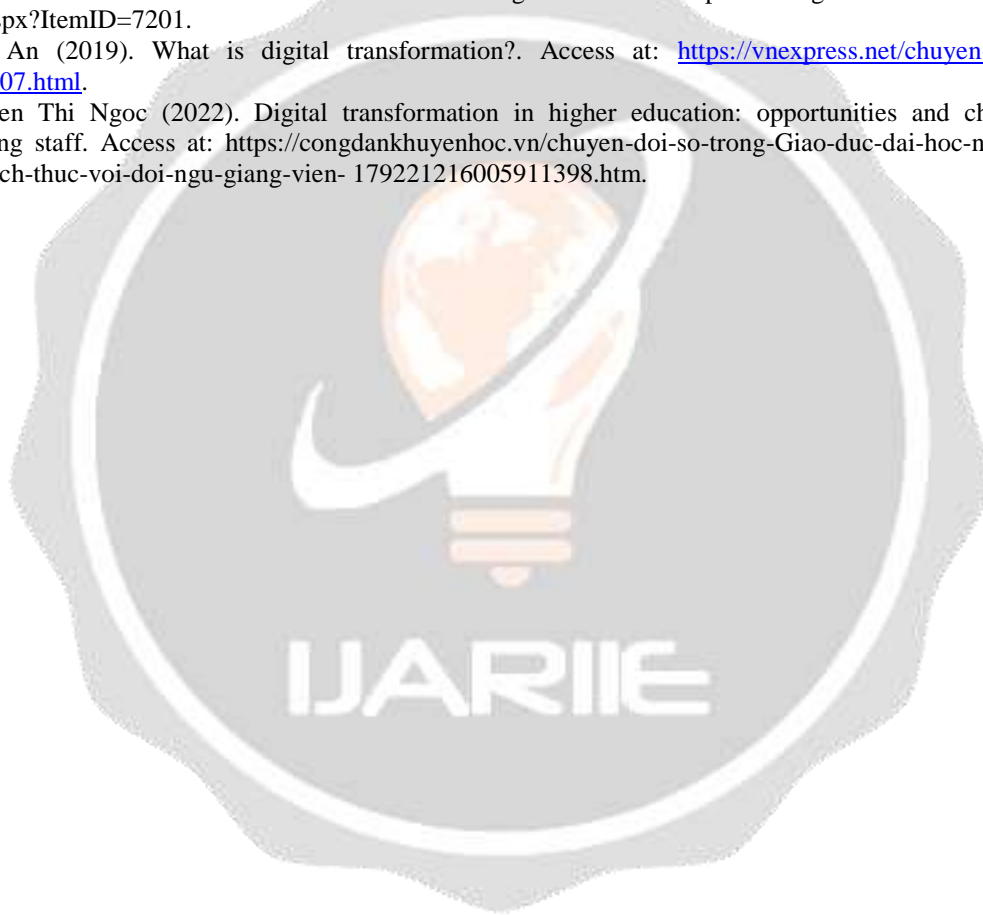 spx?ItemID=7201.
An (2019). What is digital transformation?. Access at: https://vnexpress.net/chuyen-
07.html.
en Thi Ngoc (2022). Digital transformation in higher education: opportunities and ch
ng staff. Access at: https://congdankhuyenhoc.vn/chuyen-doi-so-trong-Giao-duc-dai-hoc-n
ch-thuc-voi-doi-ngu-giang-vien- 179221216005911398.htm.
IJARIIE